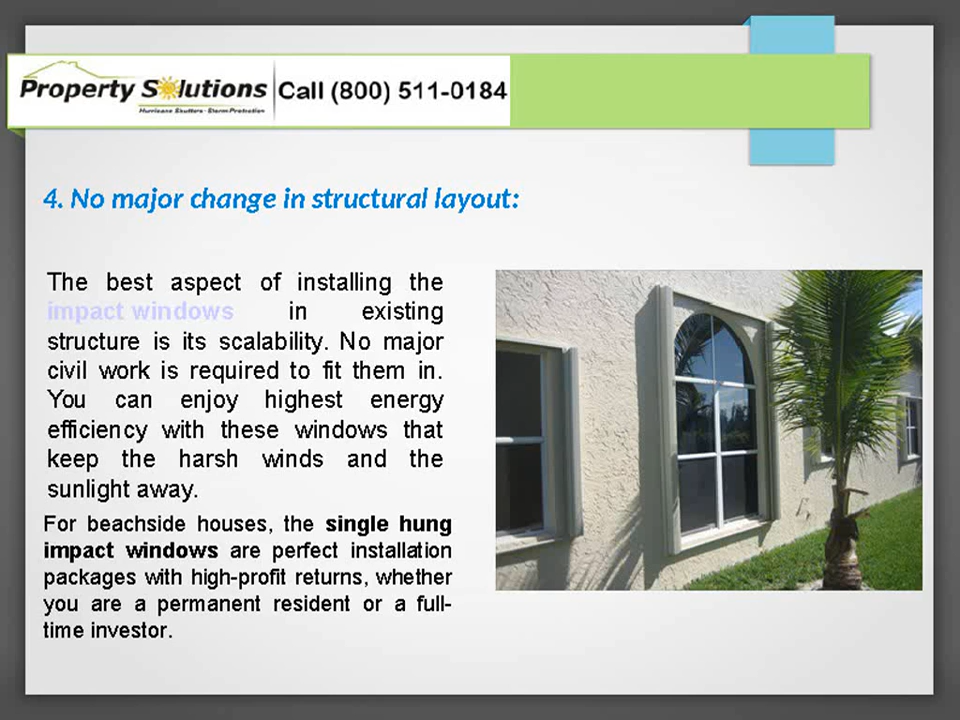 Property Solutions
Hurricane Shutters - Storm Protection
Call (800) 511-0184
4. No major change in structural layout:
The best aspect of installing the
impact windows in existing
structure is its scalability. No major
civil work is required to fit them in.
You can enjoy highest energy
efficiency with these windows that
keep the harsh winds and the
sunlight away.
For beachside houses, the single hung
impact windows are perfect installation
packages with high-profit returns, whether
you are a permanent resident or a full-
time investor.